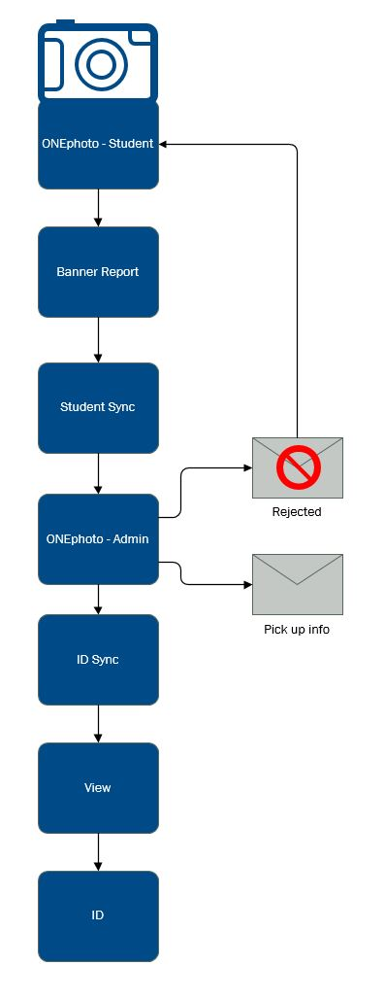 ONEphoto - Student
Banner Report
Student Sync
ONEphoto - Admin
Rejected
Pick up info
ID Sync
View
ID